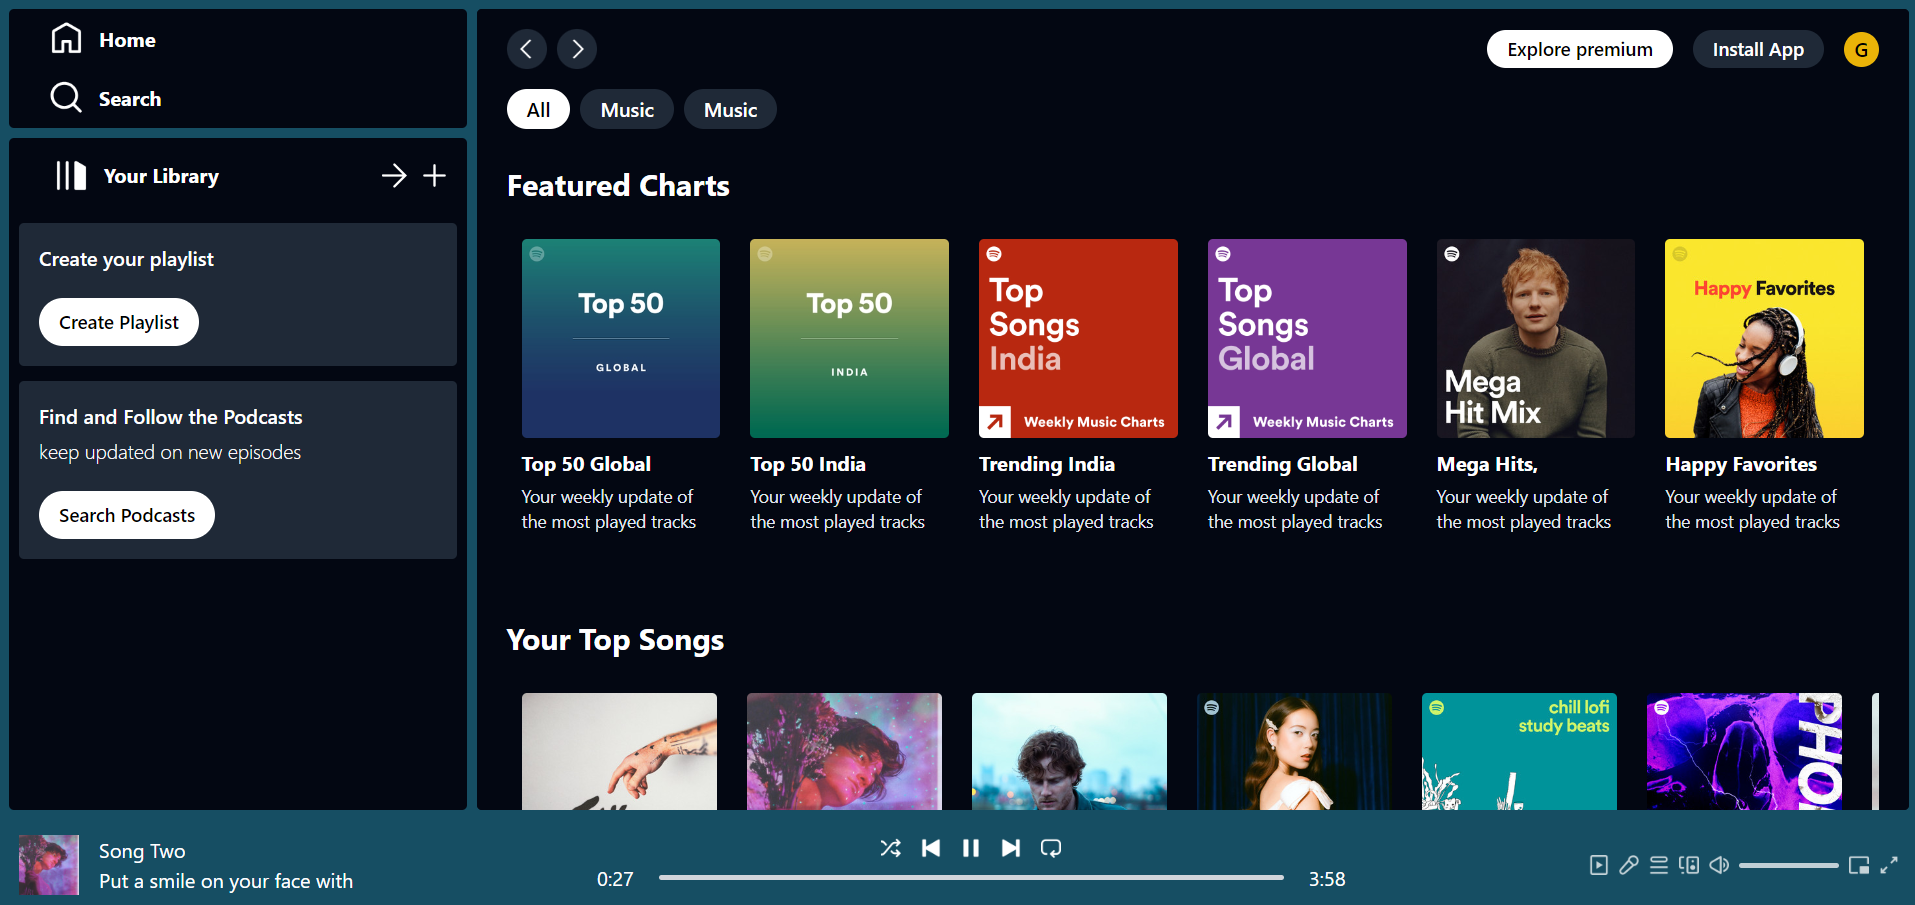 Home
Search
Your Library
Create your playlist
Create Playlist
Find and Follow the Podcasts
keep updated on new episodes
Search Podcasts
Explore premium
Install App
G
All
Music
Music
Featured Charts
Top 50
GLOBAL
Top 50 Global
Your weekly update of
the most played tracks
Top 50
INDIA
Top 50 India
Your weekly update of
the most played tracks
Top
Songs
India
Weekly Music Charts
Trending India
Your weekly update of
the most played tracks
Top
Songs
Global
Weekly Music Charts
Trending Global
Your weekly update of
the most played tracks
Mega
Hit Mix
Mega Hits,
Your weekly update of
the most played tracks
Happy Favorites
Happy Favorites
Your weekly update of
the most played tracks
Your Top Songs
chill lofi
study beats
Song Two
Put a smile on your face with
0:27
3:58